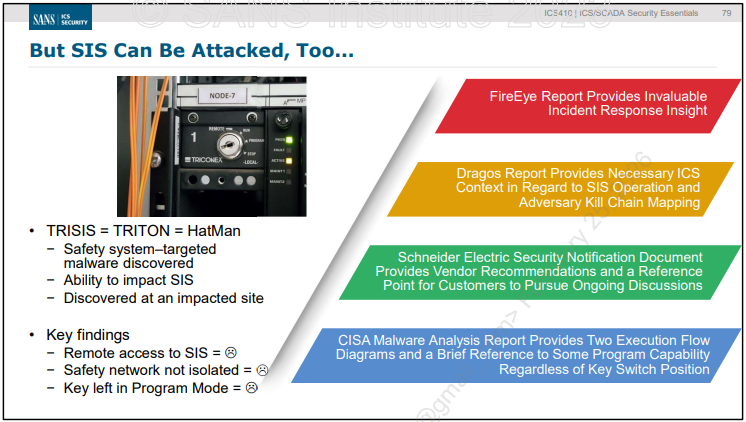 © SANS Institute 202
SANS ICS SECURITY
ICS410 | ICS/SCADA Security Essentials 79
But SIS Can Be Attacked, Too...
NODE-7
REMOTE
RUN
PROGRAM
STOP
LOCAL
1
TRICONEX
PASS
FAULT
ACTIVE
FireEye Report Provides Invaluable
Incident Response Insight
Dragos Report Provides Necessary ICS
Context in Regard to SIS Operation and
Adversary Kill Chain Mapping
Schneider Electric Security Notification Document
Provides Vendor Recommendations and a Reference
Point for Customers to Pursue Ongoing Discussions
CISA Malware Analysis Report Provides Two Execution Flow
Diagrams and a Brief Reference to Some Program Capability
Regardless of Key Switch Position
• TRISIS = TRITON = HatMan
− Safety system–targeted
malware discovered
− Ability to impact SIS
− Discovered at an impacted site
• Key findings
− Remote access to SIS = ☹
− Safety network not isolated = ☹
− Key left in Program Mode = ☹